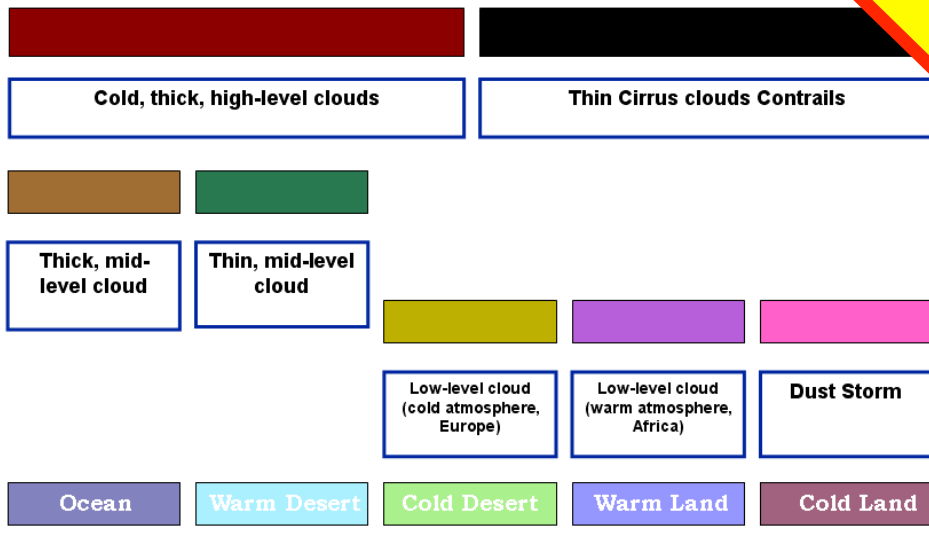 Cold, thick, high-level clouds
Thin Cirrus clouds Contrails
Thick, mid-
level cloud
Thin, mid-level
cloud
Low-level cloud
(cold atmosphere,
Europe)
Low-level cloud
(warm atmosphere,
Africa)
Dust Storm
Ocean
Warm Desert
Cold Desert
Warm Land
Cold Land